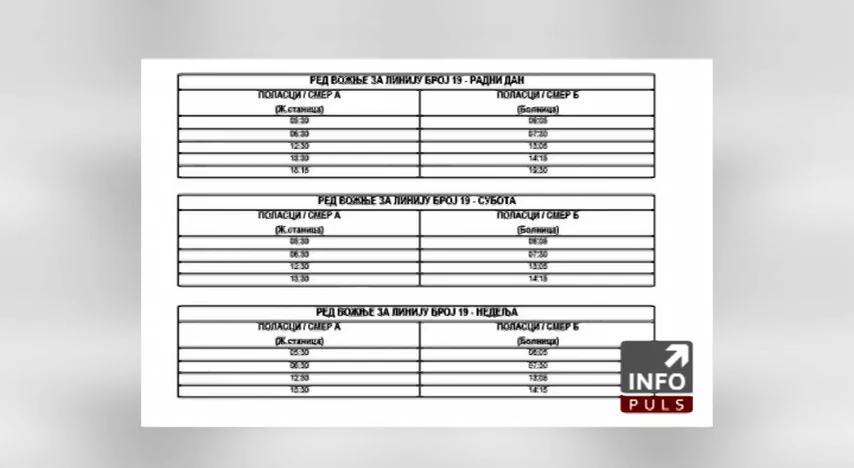 РЕД ВОЖЊЕ ЗА ЛИНИЈУ БРОЈ 19 - РАДНИ ДАН
ПОЛАСЦИ / СМЕР А ПОЛАСЦИ / СМЕР Б
(Ж.станица) (Болница)
05:30 06:05
06:30 07:30
12:30 13:05
13:30 14:15
19:30
РЕД ВОЖЊЕ ЗА ЛИНИЈУ БРОЈ 19 - СУБОТА
ПОЛАСЦИ / СМЕР А ПОЛАСЦИ / СМЕР Б
(Ж.станица) (Болница)
05:30 06:05
06:30 07:30
12:30 13:05
13:30 14:15
РЕД ВОЖЊЕ ЗА ЛИНИЈУ БРОЈ 19 - НЕДЕЉА
ПОЛАСЦИ / СМЕР А ПОЛАСЦИ / СМЕР Б
(Ж.станица) (Болница)
05:30 06:05
06:30 07:30
12:30 13:05
13:30 14:15
INFO
PULS